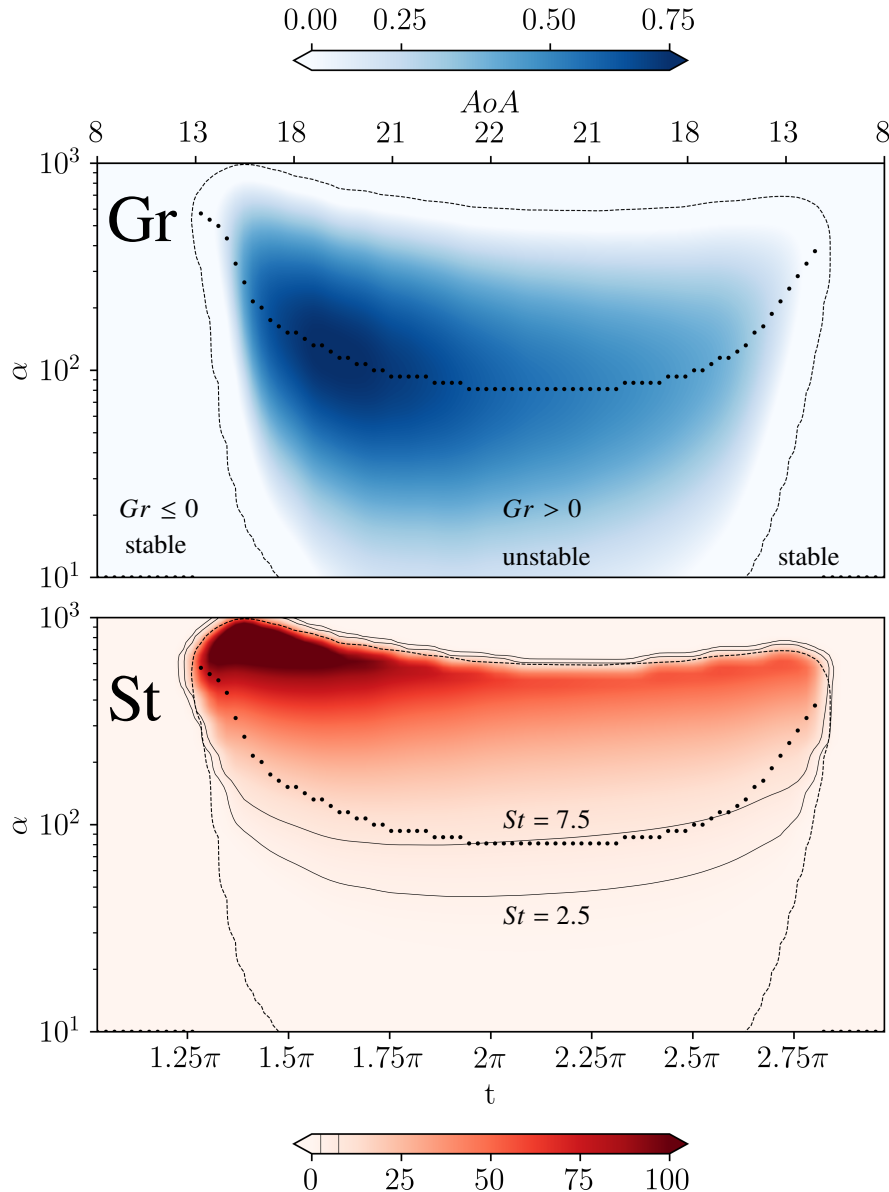 0.00 0.25 0.50 0.75
AoA
8 13 18 21 22 21 18 13 8
10³
Gr
α
10²
Gr ≤ 0 Gr > 0
stable unstable stable
10¹
10³
St
α
10²
St = 7.5
St = 2.5
10¹
1.25π 1.5π 1.75π 2π 2.25π 2.5π 2.75π
t
0 25 50 75 100